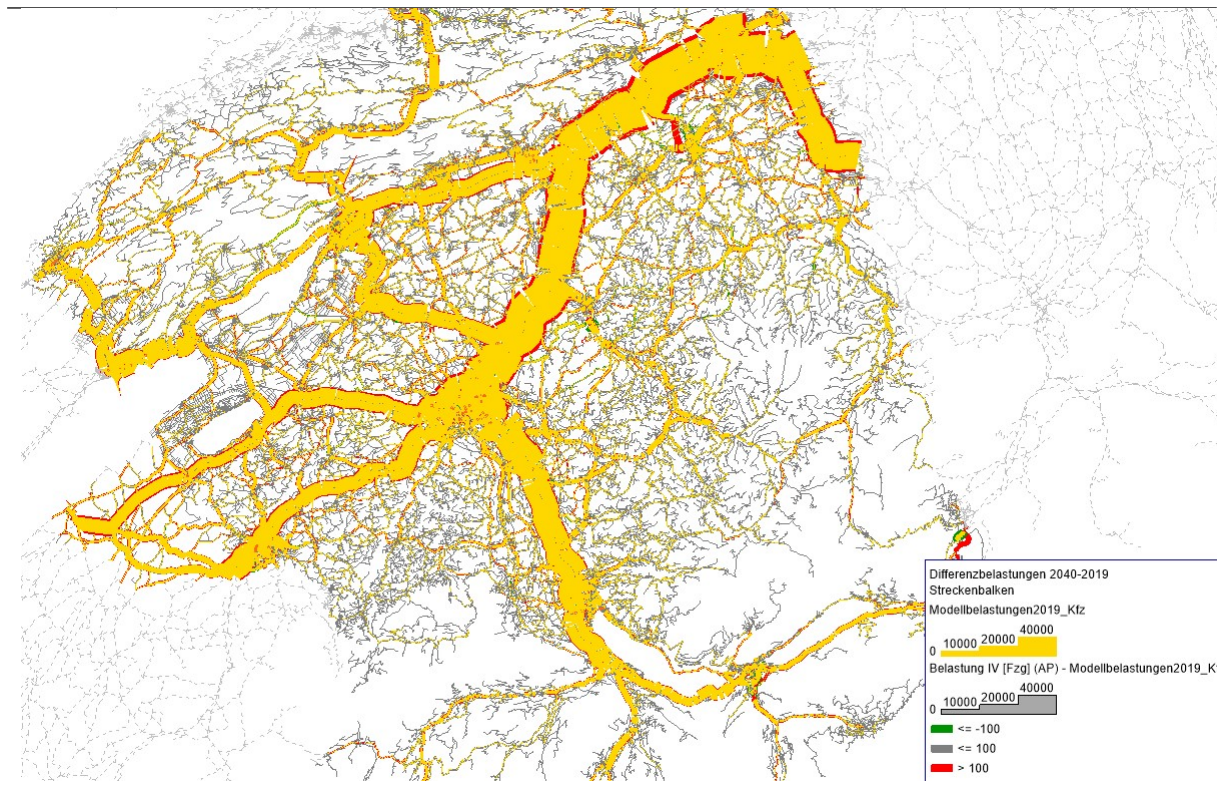 Differenzbelastungen 2040-2019
Streckenbalken
Modellbelastungen2019_Kfz
0 10000 20000 40000
Belastung IV [Fzg] (AP) - Modellbelastungen2019_K
0 10000 20000 40000
<= -100
<= 100
> 100